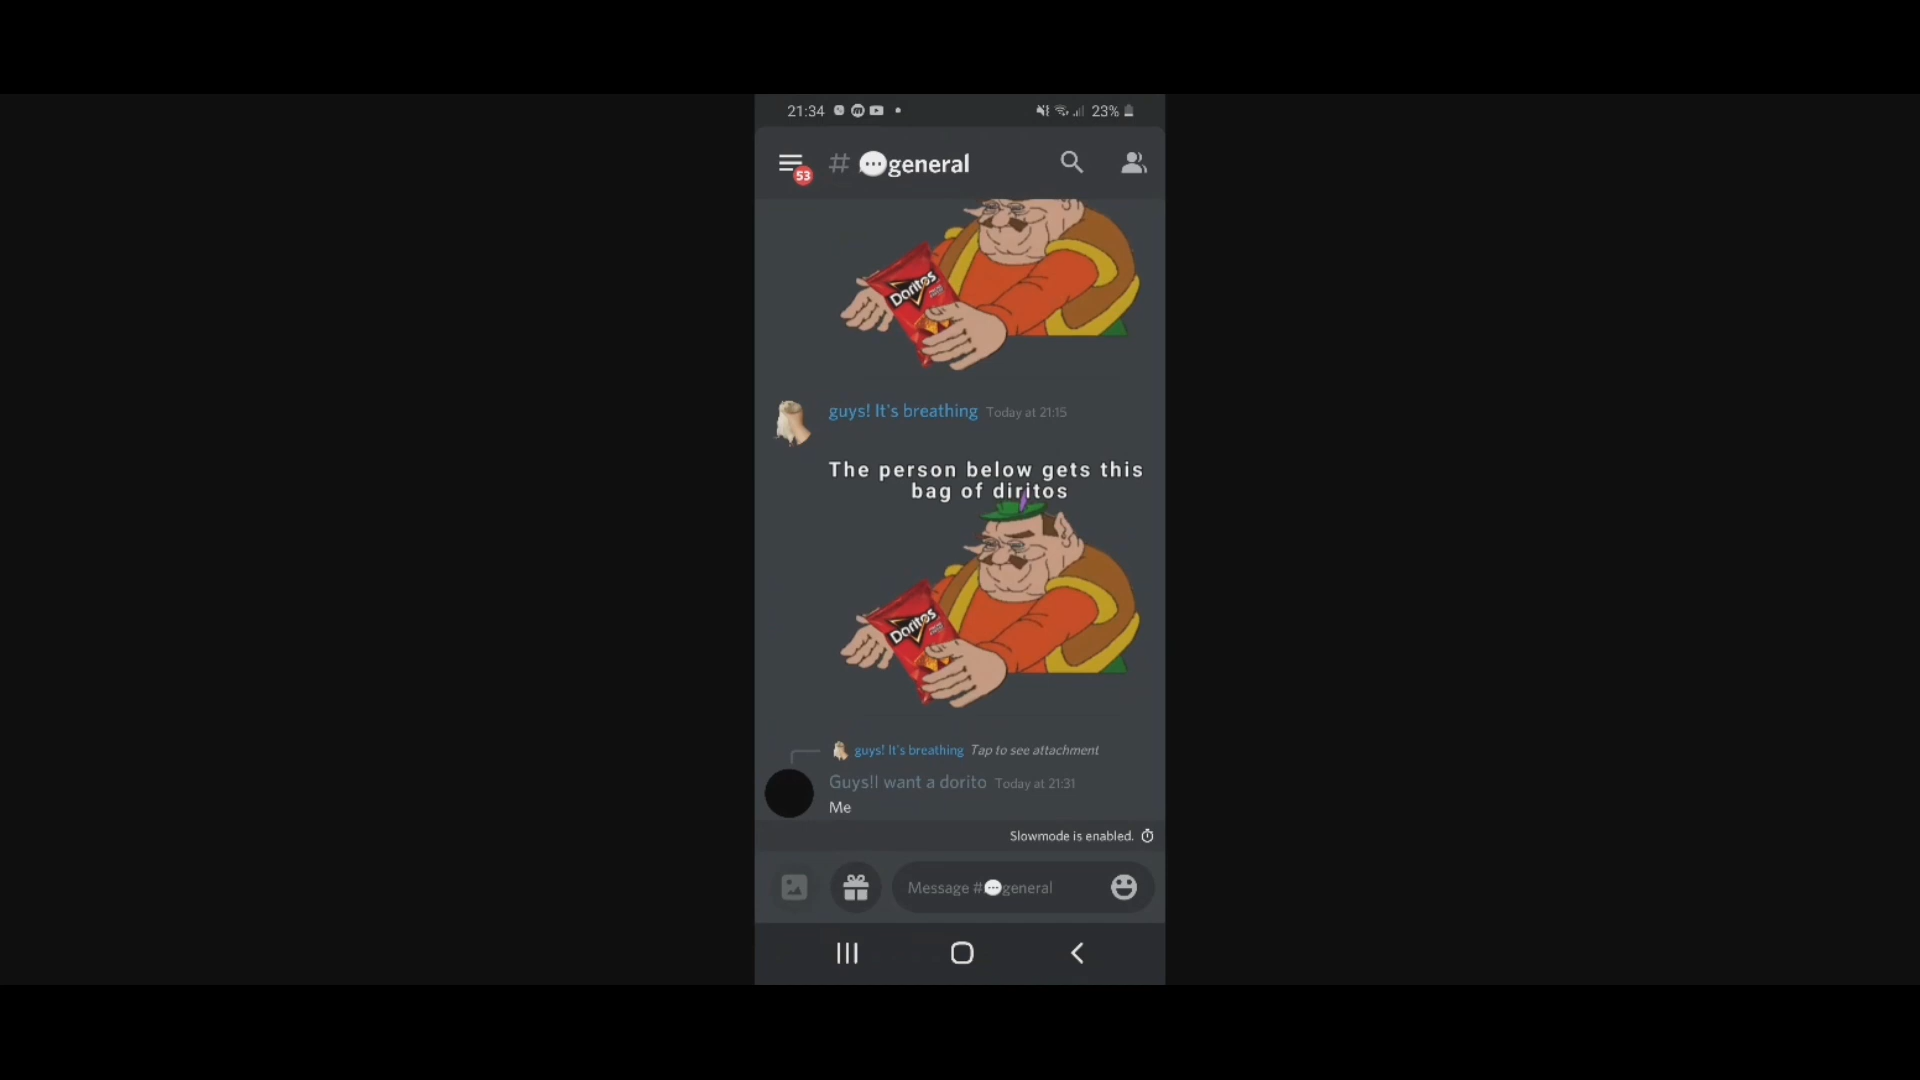 21:34
23%
53
# general
Doritos
guys! It's breathing Today at 21:15
The person below gets this
bag of diritos
Doritos
guys! It's breathing Tap to see attachment
Guys!I want a dorito Today at 21:31
Me
Slowmode is enabled.
Message #general